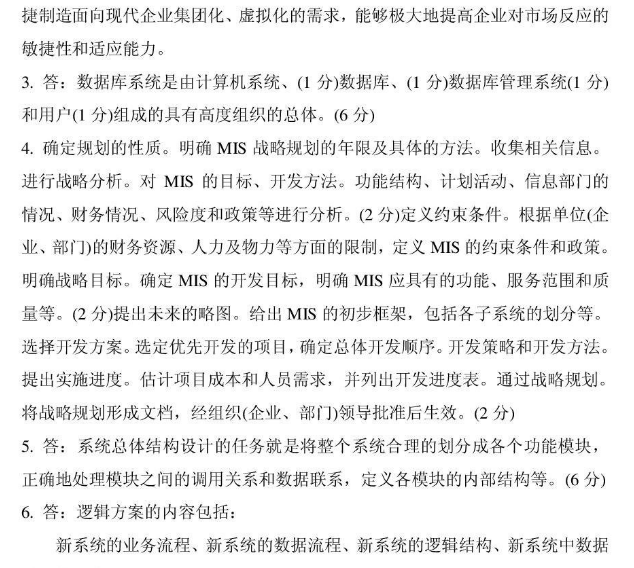 捷制造面向现代企业集团化、虚拟化的需求，能够极大地提高企业对市场反应的
敏捷性和适应能力。
3. 答：数据库系统是由计算机系统、(1 分)数据库、(1 分)数据库管理系统(1 分)
和用户(1 分)组成的具有高度组织的总体。(6 分)
4. 确定规划的性质。明确 MIS 战略规划的年限及具体的方法。收集相关信息。
进行战略分析。对 MIS 的目标、开发方法。功能结构、计划活动、信息部门的
情况、财务情况、风险度和政策等进行分析。(2 分)定义约束条件。根据单位(企
业、部门)的财务资源、人力及物力等方面的限制，定义 MIS 的约束条件和政策。
明确战略目标。确定 MIS 的开发目标，明确 MIS 应具有的功能、服务范围和质
量等。(2 分)提出未来的略图。给出 MIS 的初步框架，包括各子系统的划分等。
选择开发方案。选定优先开发的项目，确定总体开发顺序。开发策略和开发方法。
提出实施进度。估计项目成本和人员需求，并列出开发进度表。通过战略规划。
将战略规划形成文档，经组织(企业、部门)领导批准后生效。(2 分)
5. 答：系统总体结构设计的任务就是将整个系统合理的划分成各个功能模块，
正确地处理模块之间的调用关系和数据联系，定义各模块的内部结构等。(6 分)
6. 答：逻辑方案的内容包括：
新系统的业务流程、新系统的数据流程、新系统的逻辑结构、新系统中数据